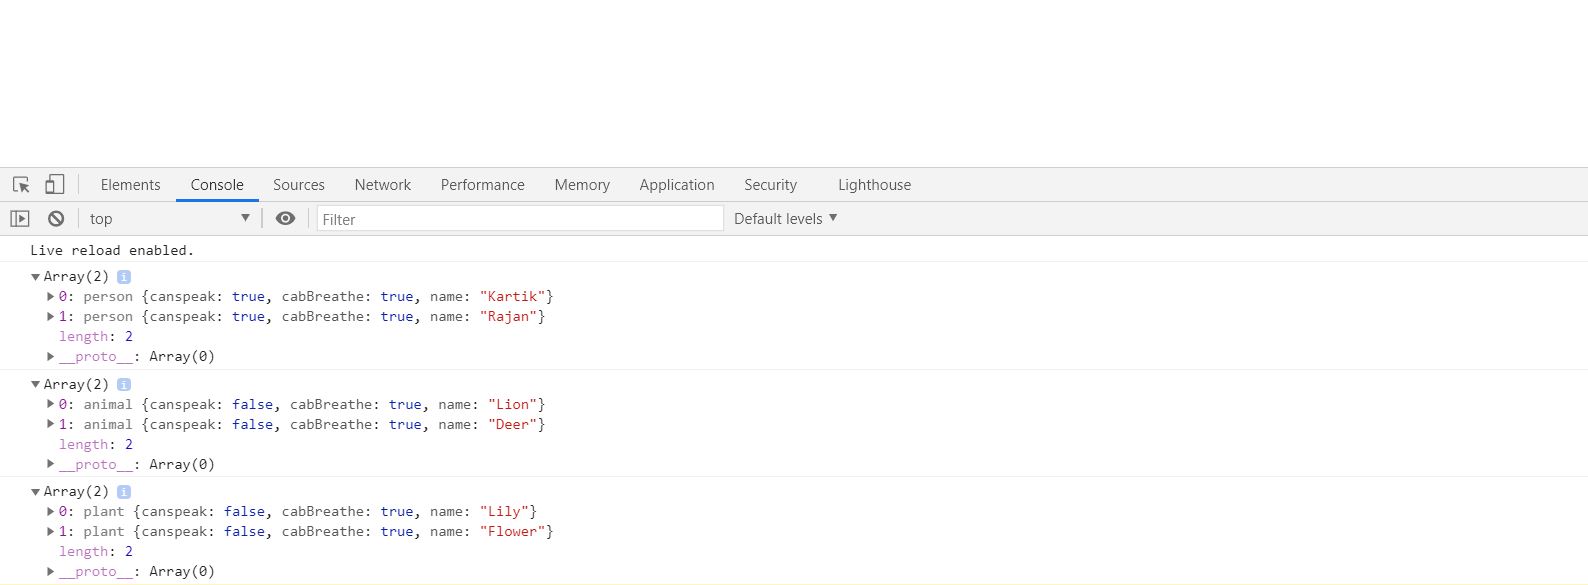 Elements Console Sources Network Performance Memory Application Security Lighthouse
top Filter Default levels
Live reload enabled.
Array(2) i
0: person {canspeak: true, cabBreathe: true, name: "Kartik"}
1: person {canspeak: true, cabBreathe: true, name: "Rajan"}
length: 2
__proto__: Array(0)
Array(2) i
0: animal {canspeak: false, cabBreathe: true, name: "Lion"}
1: animal {canspeak: false, cabBreathe: true, name: "Deer"}
length: 2
__proto__: Array(0)
Array(2) i
0: plant {canspeak: false, cabBreathe: true, name: "Lily"}
1: plant {canspeak: false, cabBreathe: true, name: "Flower"}
length: 2
__proto__: Array(0)